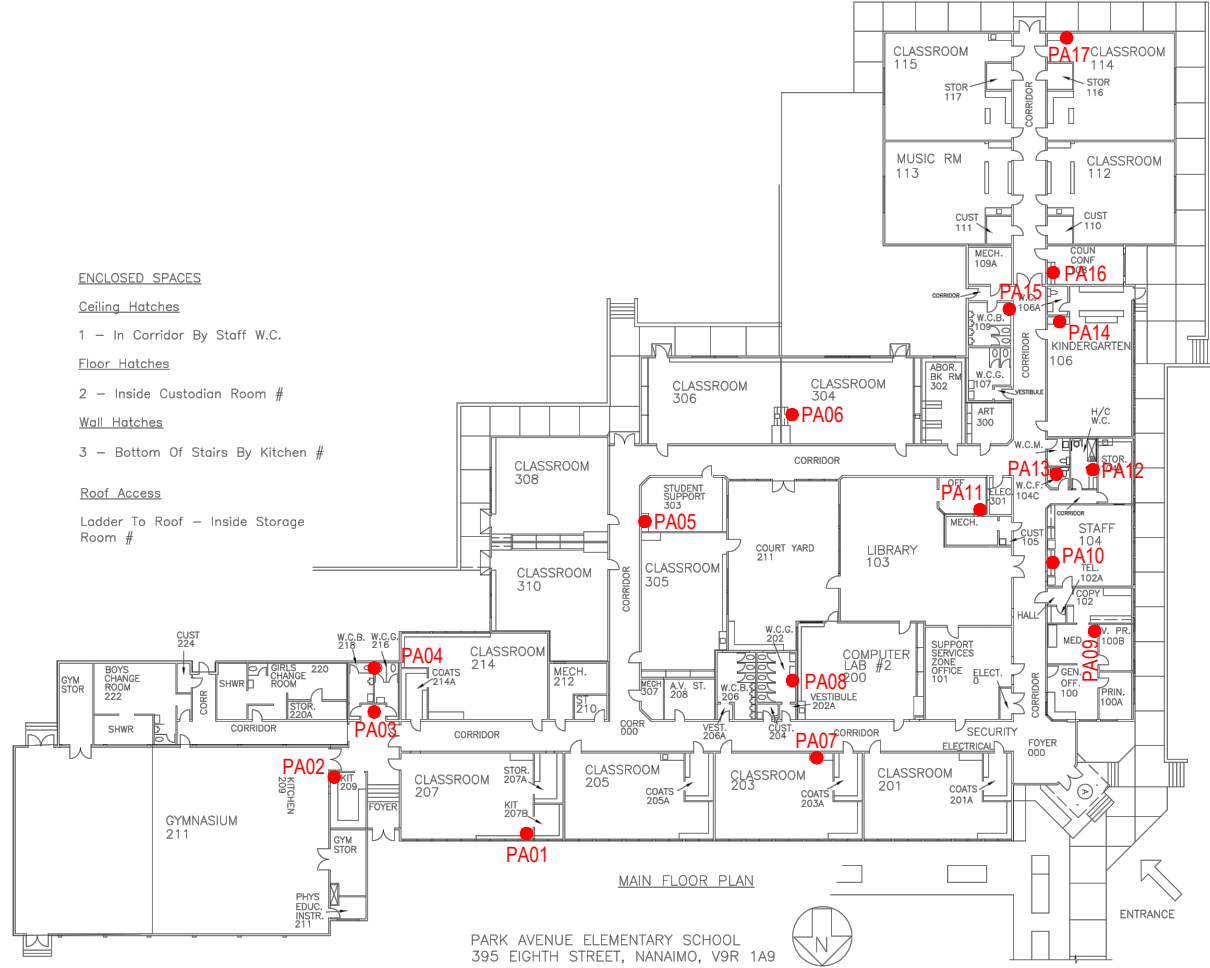 CLASSROOM
115
PA17
CLASSROOM
114
STOR
117
STOR
116
CORRIDOR
MUSIC RM
113
CLASSROOM
112
CUST
111
CUST
110
MECH.
109A
COUN
CONF
PA16
CORRIDOR
PA15
106A
W.C.B.
109
PA14
KINDERGARTEN
106
CORRIDOR
W.C.G.
107
VESTIBULE
ENCLOSED SPACES
Ceiling Hatches
1 – In Corridor By Staff W.C.
Floor Hatches
2 – Inside Custodian Room #
Wall Hatches
3 – Bottom Of Stairs By Kitchen #
Roof Access
Ladder To Roof – Inside Storage
Room #
CLASSROOM
306
CLASSROOM
304
PA06
ABOR.
BK RM
302
ART
300
H/C
W.C.
W.C.M.
CORRIDOR
CLASSROOM
308
STUDENT
SUPPORT
303
PA05
PA11
OFF
ELEC.
301
PA13
W.C.F.
104C
STOR.
PA12
CORRIDOR
MECH.
CUST
105
STAFF
104
PA10
TEL.
102A
COPY
102
HALL
COURT YARD
211
LIBRARY
103
CLASSROOM
305
CLASSROOM
310
CORRIDOR
CUST
224
W.C.B.
218
W.C.G.
216
PA04
CLASSROOM
214
COATS
214A
MECH.
212
ST
210
W.C.G.
202
COMPUTER
LAB #2
200
SUPPORT
SERVICES
ZONE
OFFICE
101
ELECT.
0
MED
V. PR.
100B
PA09
GEN.
OFF.
100
PRIN.
100A
CORRIDOR
GYM
STOR
BOYS
CHANGE
ROOM
222
SHWR
CORR
SHWR
GIRLS
CHANGE
ROOM
220
STOR.
220A
PA03
MECH
307
A.V. ST.
208
W.C.B.
206
PA08
VESTIBULE
202A
CORRIDOR
CORRIDOR
CORR
000
VEST.
206A
CUST.
204
PA07
CORRIDOR
SECURITY
ELECTRICAL
FOYER
000
PA02
KIT
209
KITCHEN
209
FOYER
CLASSROOM
207
STOR.
207A
KIT
207B
PA01
CLASSROOM
205
COATS
205A
CLASSROOM
203
COATS
203A
CLASSROOM
201
COATS
201A
A
GYMNASIUM
211
GYM
STOR
PHYS
EDUC.
INSTR.
211
MAIN FLOOR PLAN
ENTRANCE
N
PARK AVENUE ELEMENTARY SCHOOL
395 EIGHTH STREET, NANAIMO, V9R 1A9